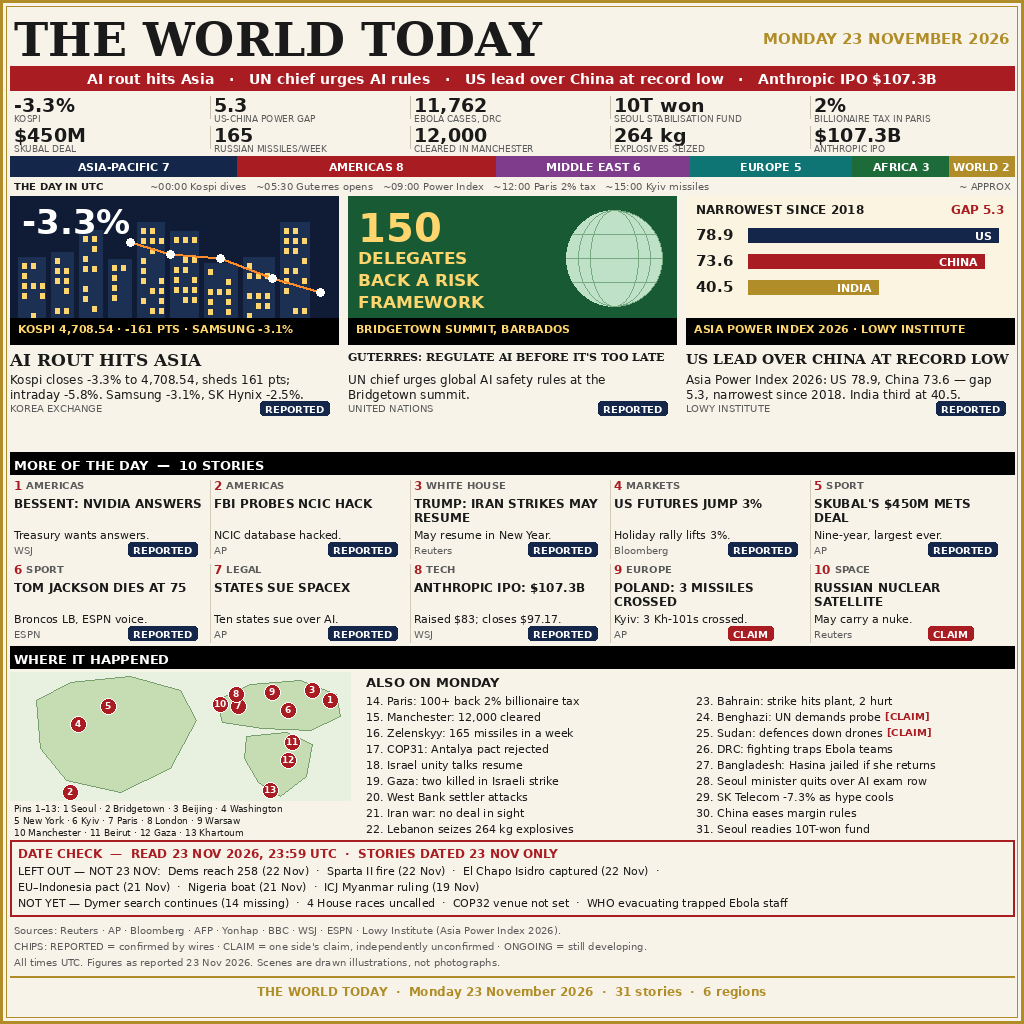 THE WORLD TODAY
MONDAY 23 NOVEMBER 2026
AI rout hits Asia · UN chief urges AI rules · US lead over China at record low · Anthropic IPO $107.3B
-3.3%
KOSPI
5.3
US-CHINA POWER GAP
11,762
EBOLA CASES, DRC
10T won
SEOUL STABILISATION FUND
2%
BILLIONAIRE TAX IN PARIS
$450M
SKUBAL DEAL
165
RUSSIAN MISSILES/WEEK
12,000
CLEARED IN MANCHESTER
264 kg
EXPLOSIVES SEIZED
$107.3B
ANTHROPIC IPO
ASIA-PACIFIC 7
AMERICAS 8
MIDDLE EAST 6
EUROPE 5
AFRICA 3
WORLD 2
THE DAY IN UTC
~00:00 Kospi dives ~05:30 Guterres opens ~09:00 Power Index ~12:00 Paris 2% tax ~15:00 Kyiv missiles
~ APPROX
-3.3%
KOSPI 4,708.54 · -161 PTS · SAMSUNG -3.1%
150
DELEGATES
BACK A RISK
FRAMEWORK
BRIDGETOWN SUMMIT, BARBADOS
NARROWEST SINCE 2018
GAP 5.3
78.9
US
73.6
CHINA
40.5
INDIA
ASIA POWER INDEX 2026 · LOWY INSTITUTE
AI ROUT HITS ASIA
Kospi closes -3.3% to 4,708.54, sheds 161 pts;
intraday -5.8%. Samsung -3.1%, SK Hynix -2.5%.
KOREA EXCHANGE
REPORTED
GUTERRES: REGULATE AI BEFORE IT'S TOO LATE
UN chief urges global AI safety rules at the
Bridgetown summit.
UNITED NATIONS
REPORTED
US LEAD OVER CHINA AT RECORD LOW
Asia Power Index 2026: US 78.9, China 73.6 — gap
5.3, narrowest since 2018. India third at 40.5.
LOWY INSTITUTE
REPORTED
MORE OF THE DAY — 10 STORIES
1 AMERICAS
BESSENT: NVIDIA ANSWERS
Treasury wants answers.
WSJ
REPORTED
2 AMERICAS
FBI PROBES NCIC HACK
NCIC database hacked.
AP
REPORTED
3 WHITE HOUSE
TRUMP: IRAN STRIKES MAY
RESUME
May resume in New Year.
Reuters
REPORTED
4 MARKETS
US FUTURES JUMP 3%
Holiday rally lifts 3%.
Bloomberg
REPORTED
5 SPORT
SKUBAL'S $450M METS
DEAL
Nine-year, largest ever.
AP
REPORTED
6 SPORT
TOM JACKSON DIES AT 75
Broncos LB, ESPN voice.
ESPN
REPORTED
7 LEGAL
STATES SUE SPACEX
Ten states sue over AI.
AP
REPORTED
8 TECH
ANTHROPIC IPO: $107.3B
Raised $83; closes $97.17.
WSJ
REPORTED
9 EUROPE
POLAND: 3 MISSILES
CROSSED
Kyiv: 3 Kh-101s crossed.
AP
CLAIM
10 SPACE
RUSSIAN NUCLEAR
SATELLITE
May carry a nuke.
Reuters
CLAIM
WHERE IT HAPPENED
1
2
3
4
5
6
7
8
9
10
11
12
13
Pins 1–13: 1 Seoul · 2 Bridgetown · 3 Beijing · 4 Washington
5 New York · 6 Kyiv · 7 Paris · 8 London · 9 Warsaw
10 Manchester · 11 Beirut · 12 Gaza · 13 Khartoum
ALSO ON MONDAY
14. Paris: 100+ back 2% billionaire tax
15. Manchester: 12,000 cleared
16. Zelenskyy: 165 missiles in a week
17. COP31: Antalya pact rejected
18. Israel unity talks resume
19. Gaza: two killed in Israeli strike
20. West Bank settler attacks
21. Iran war: no deal in sight
22. Lebanon seizes 264 kg explosives
23. Bahrain: strike hits plant, 2 hurt
24. Benghazi: UN demands probe [CLAIM]
25. Sudan: defences down drones [CLAIM]
26. DRC: fighting traps Ebola teams
27. Bangladesh: Hasina jailed if she returns
28. Seoul minister quits over AI exam row
29. SK Telecom -7.3% as hype cools
30. China eases margin rules
31. Seoul readies 10T-won fund
DATE CHECK — READ 23 NOV 2026, 23:59 UTC · STORIES DATED 23 NOV ONLY
LEFT OUT — NOT 23 NOV: Dems reach 258 (22 Nov) · Sparta II fire (22 Nov) · El Chapo Isidro captured (22 Nov) ·
EU–Indonesia pact (21 Nov) · Nigeria boat (21 Nov) · ICJ Myanmar ruling (19 Nov)
NOT YET — Dymer search continues (14 missing) · 4 House races uncalled · COP32 venue not set · WHO evacuating trapped Ebola staff
Sources: Reuters · AP · Bloomberg · AFP · Yonhap · BBC · WSJ · ESPN · Lowy Institute (Asia Power Index 2026).
CHIPS: REPORTED = confirmed by wires · CLAIM = one side's claim, independently unconfirmed · ONGOING = still developing.
All times UTC. Figures as reported 23 Nov 2026. Scenes are drawn illustrations, not photographs.
THE WORLD TODAY · Monday 23 November 2026 · 31 stories · 6 regions